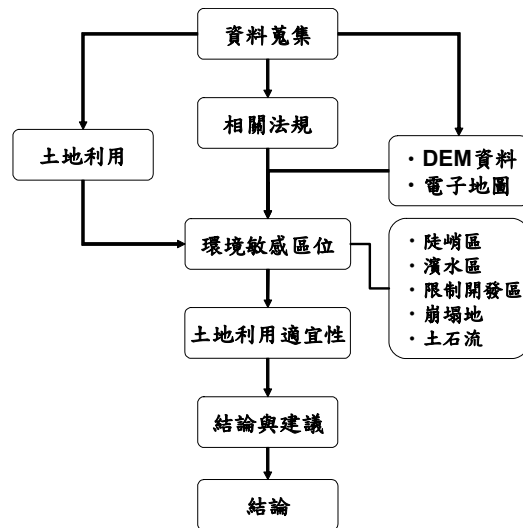 資料蒐集
相關法規
土地利用
・DEM資料
・電子地圖
環境敏感區位
・陡峭區
・濱水區
・限制開發區
・崩塌地
・土石流
土地利用適宜性
結論與建議
結論